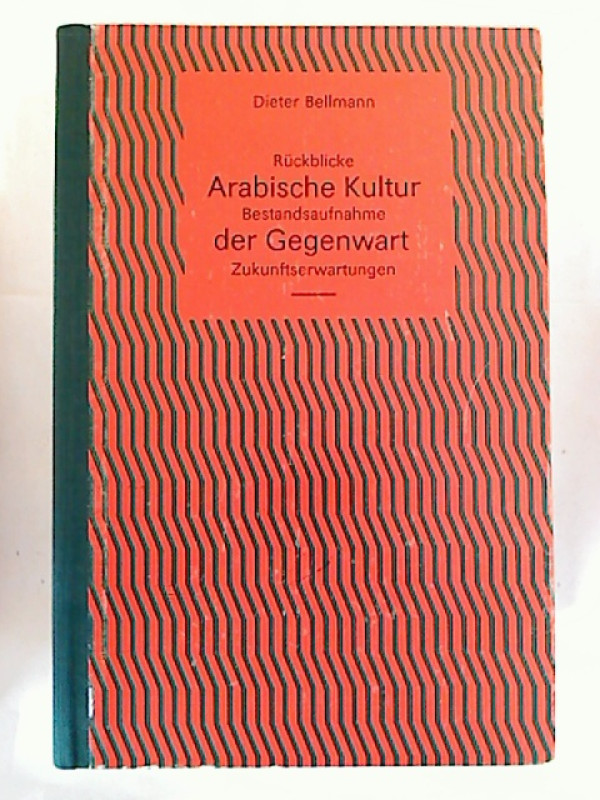 Dieter Bellmann
Rückblicke
Arabische Kultur
Bestandsaufnahme
der Gegenwart
Zukunftserwartungen